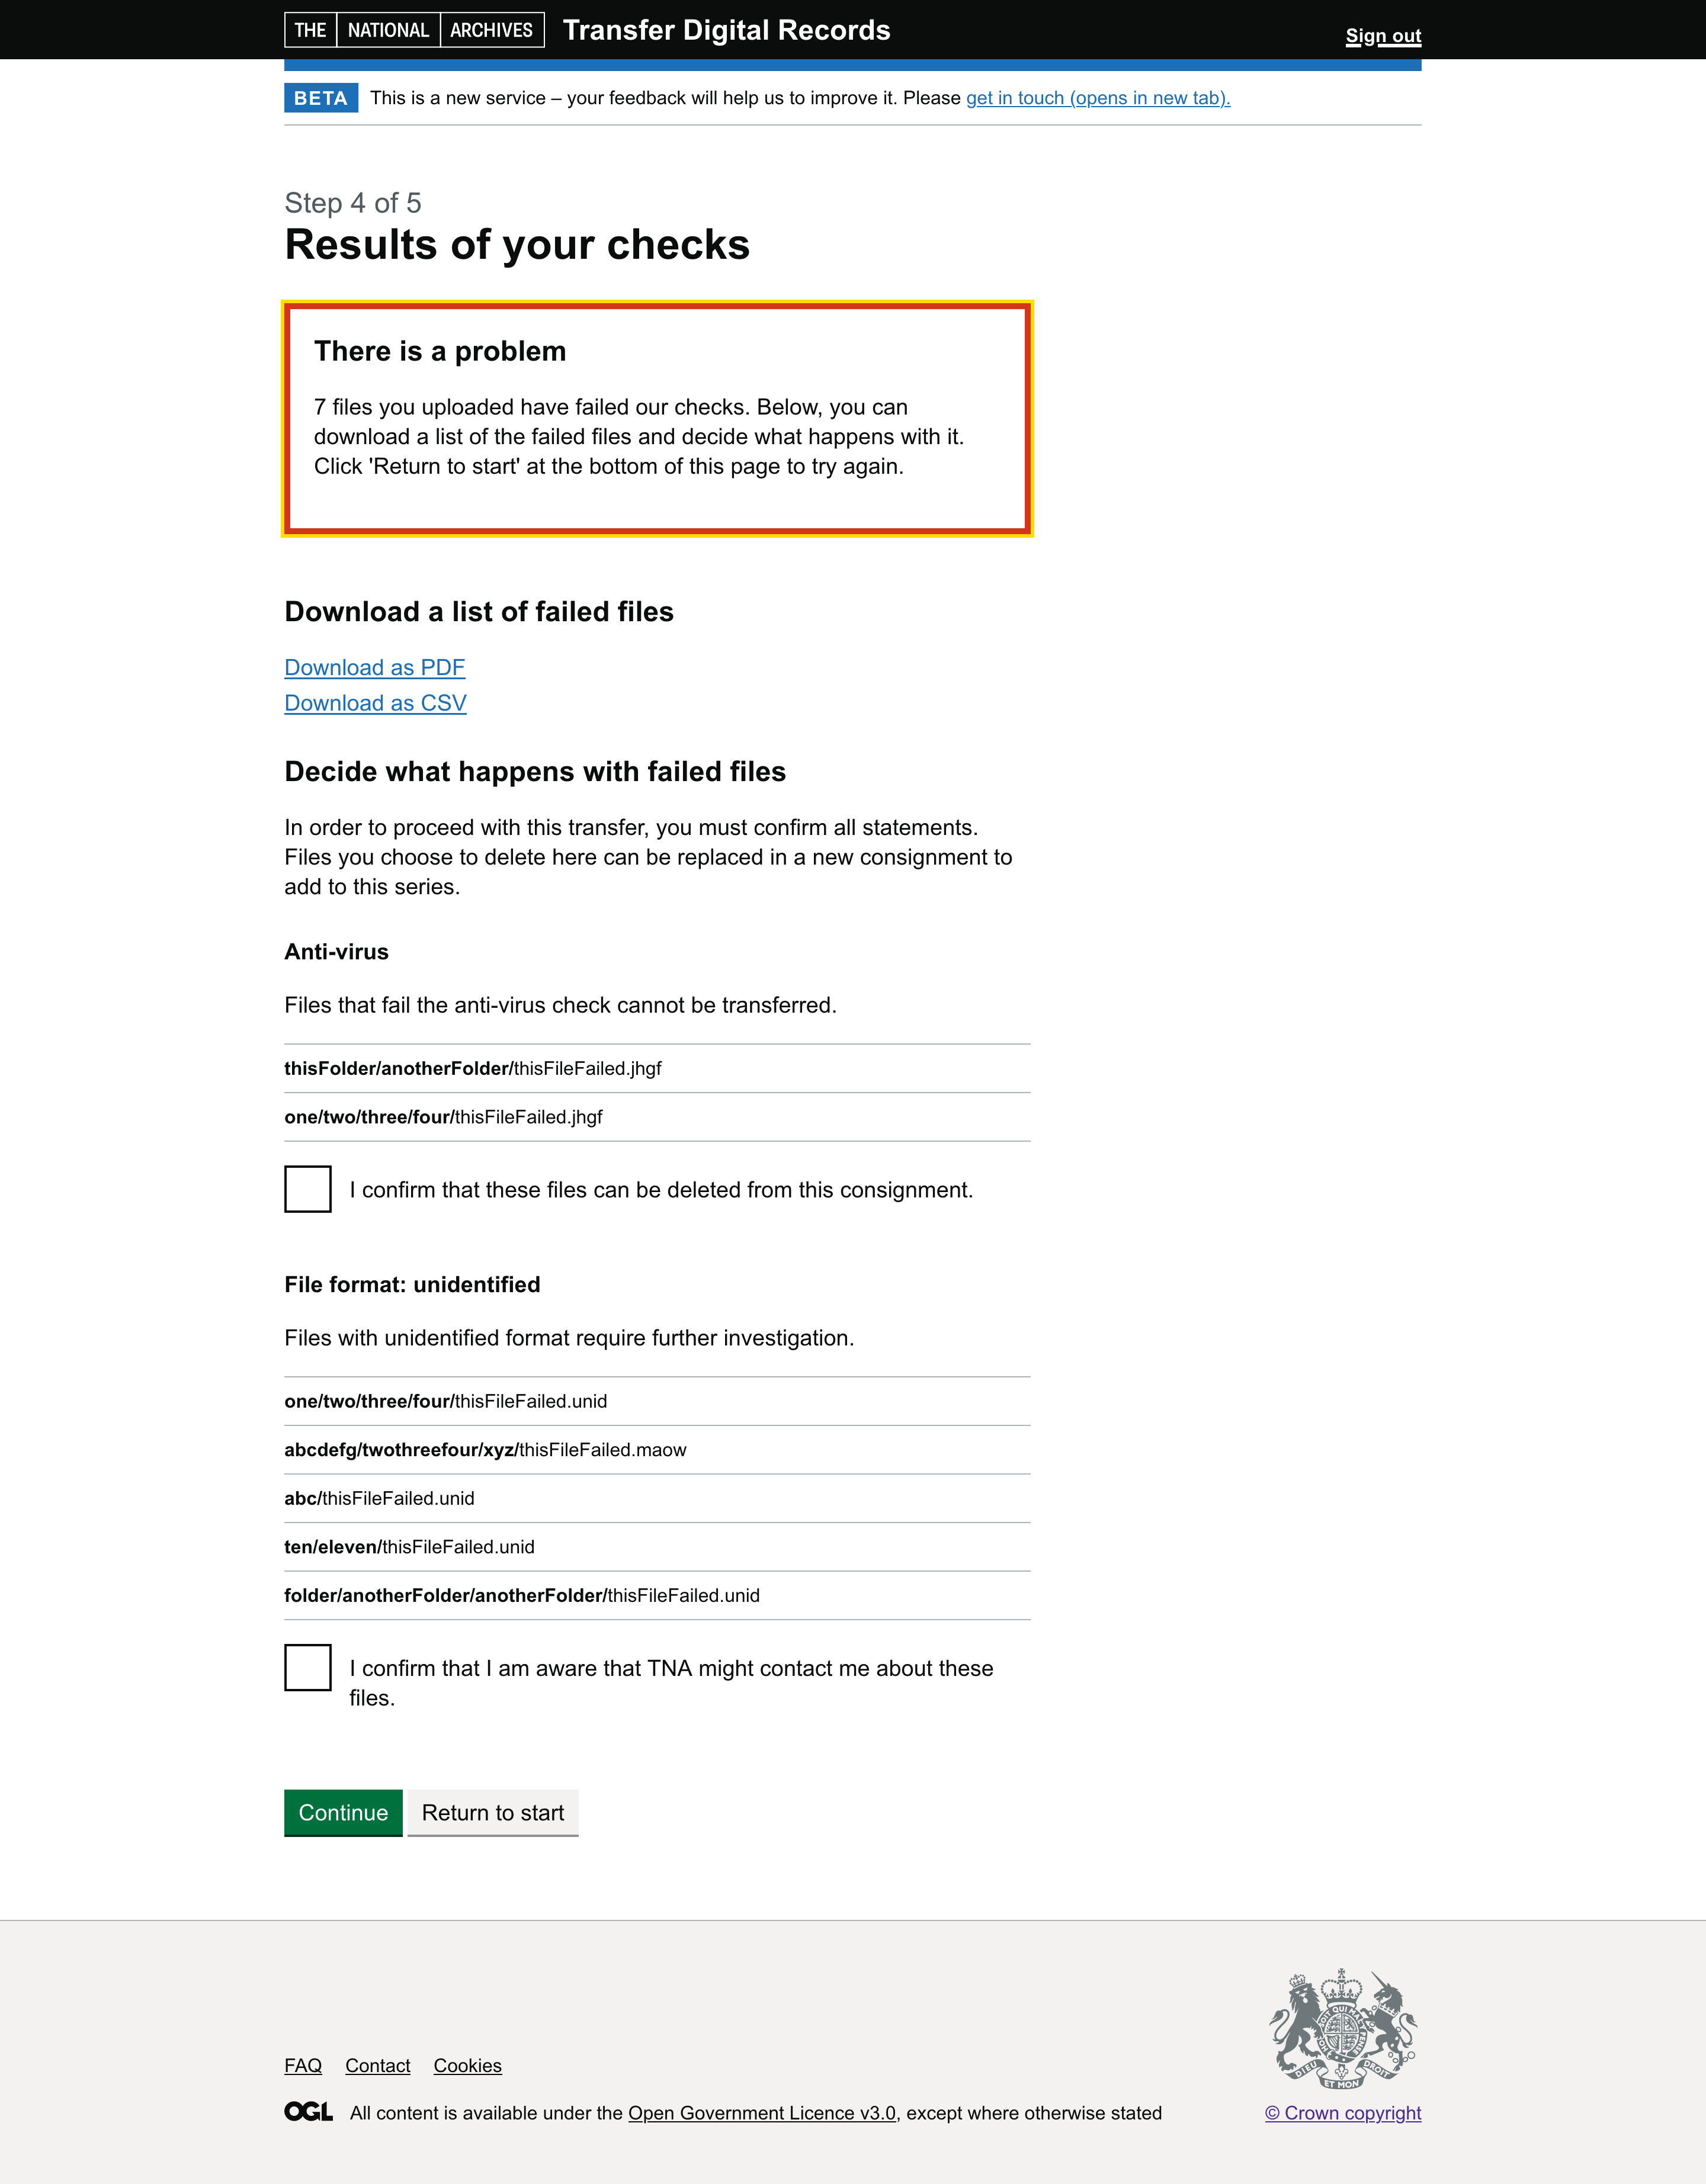 THE NATIONAL ARCHIVES Transfer Digital Records Sign out
BETA This is a new service – your feedback will help us to improve it. Please get in touch (opens in new tab).
Step 4 of 5
Results of your checks
There is a problem
7 files you uploaded have failed our checks. Below, you can
download a list of the failed files and decide what happens with it.
Click 'Return to start' at the bottom of this page to try again.
Download a list of failed files
Download as PDF
Download as CSV
Decide what happens with failed files
In order to proceed with this transfer, you must confirm all statements.
Files you choose to delete here can be replaced in a new consignment to
add to this series.
Anti-virus
Files that fail the anti-virus check cannot be transferred.
thisFolder/anotherFolder/thisFileFailed.jhgf
one/two/three/four/thisFileFailed.jhgf
I confirm that these files can be deleted from this consignment.
File format: unidentified
Files with unidentified format require further investigation.
one/two/three/four/thisFileFailed.unid
abcdefg/twothreefour/xyz/thisFileFailed.maow
abc/thisFileFailed.unid
ten/eleven/thisFileFailed.unid
folder/anotherFolder/anotherFolder/thisFileFailed.unid
I confirm that I am aware that TNA might contact me about these
files.
Continue Return to start
DIEU ET MON DROIT
FAQ Contact Cookies
OGL All content is available under the Open Government Licence v3.0, except where otherwise stated
© Crown copyright